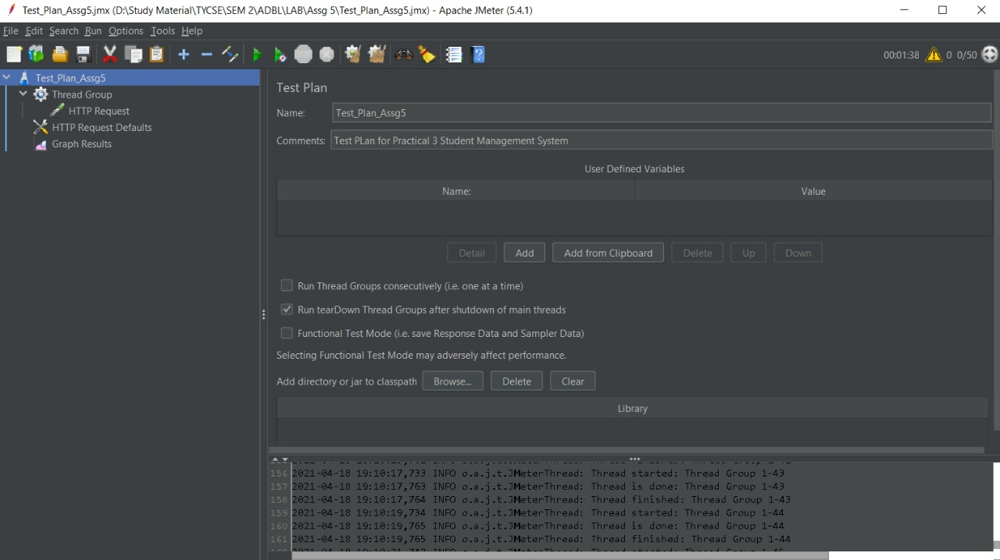 Test_Plan_Assg5.jmx (D:\Study Material\TYCSE\SEM 2\ADBL\LAB\Assg 5\Test_Plan_Assg5.jmx) - Apache JMeter (5.4.1)
File Edit Search Run Options Tools Help
00:01:38 0 0/50
Test_Plan_Assg5
Thread Group
HTTP Request
HTTP Request Defaults
Graph Results
Test Plan
Name: Test_Plan_Assg5
Comments: Test PLan for Practical 3 Student Management System
User Defined Variables
Name: Value
Detail Add Add from Clipboard Delete Up Down
Run Thread Groups consecutively (i.e. one at a time)
Run tearDown Thread Groups after shutdown of main threads
Functional Test Mode (i.e. save Response Data and Sampler Data)
Selecting Functional Test Mode may adversely affect performance.
Add directory or jar to classpath Browse... Delete Clear
Library
156 2021-04-18 19:10:17,733 INFO o.a.j.t.JMeterThread: Thread started: Thread Group 1-43
157 2021-04-18 19:10:17,763 INFO o.a.j.t.JMeterThread: Thread is done: Thread Group 1-43
158 2021-04-18 19:10:17,764 INFO o.a.j.t.JMeterThread: Thread finished: Thread Group 1-43
159 2021-04-18 19:10:19,734 INFO o.a.j.t.JMeterThread: Thread started: Thread Group 1-44
160 2021-04-18 19:10:19,765 INFO o.a.j.t.JMeterThread: Thread is done: Thread Group 1-44
161 2021-04-18 19:10:19,765 INFO o.a.j.t.JMeterThread: Thread finished: Thread Group 1-44